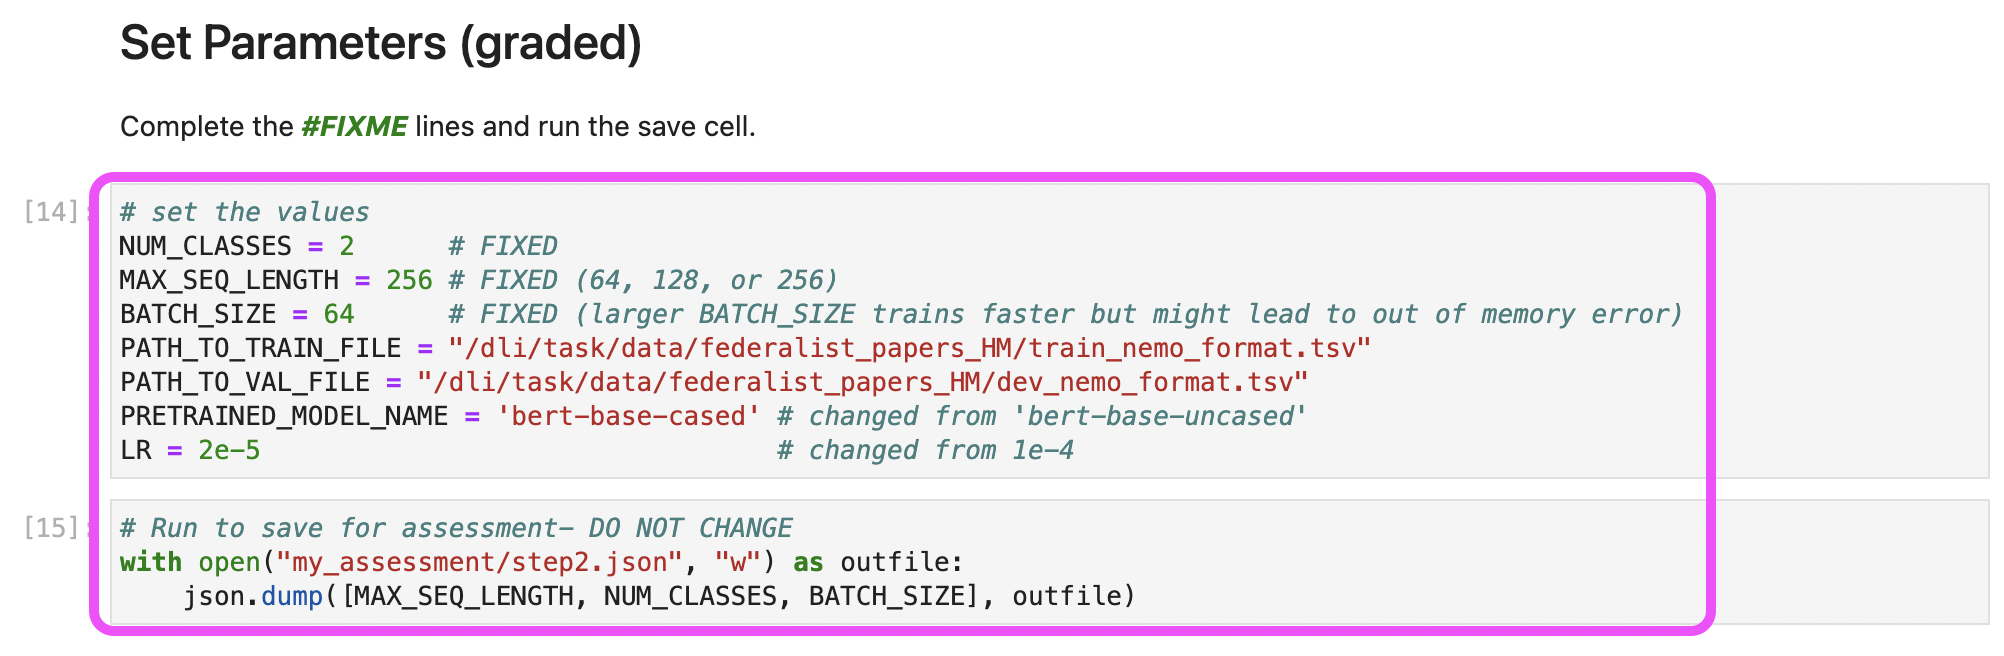 Set Parameters (graded)
Complete the #FIXME lines and run the save cell.
[14]:
# set the values
NUM_CLASSES = 2      # FIXED
MAX_SEQ_LENGTH = 256 # FIXED (64, 128, or 256)
BATCH_SIZE = 64      # FIXED (larger BATCH_SIZE trains faster but might lead to out of memory error)
PATH_TO_TRAIN_FILE = "/dli/task/data/federalist_papers_HM/train_nemo_format.tsv"
PATH_TO_VAL_FILE = "/dli/task/data/federalist_papers_HM/dev_nemo_format.tsv"
PRETRAINED_MODEL_NAME = 'bert-base-cased' # changed from 'bert-base-uncased'
LR = 2e-5                                 # changed from 1e-4
[15]:
# Run to save for assessment- DO NOT CHANGE
with open("my_assessment/step2.json", "w") as outfile:
    json.dump([MAX_SEQ_LENGTH, NUM_CLASSES, BATCH_SIZE], outfile)